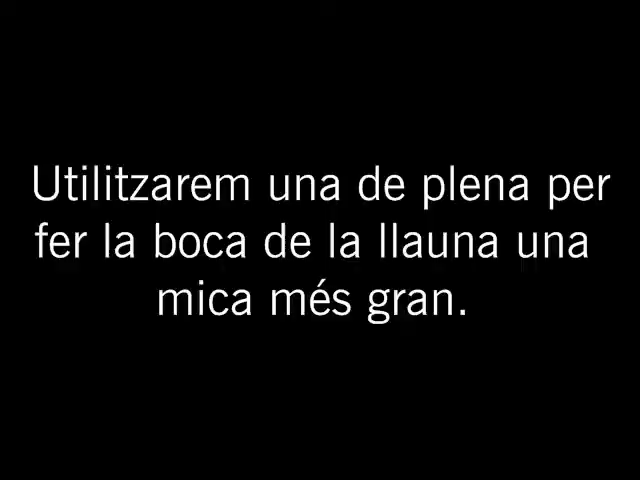 Utilitzarem una de plena per
fer la boca de la llauna una
mica més gran.